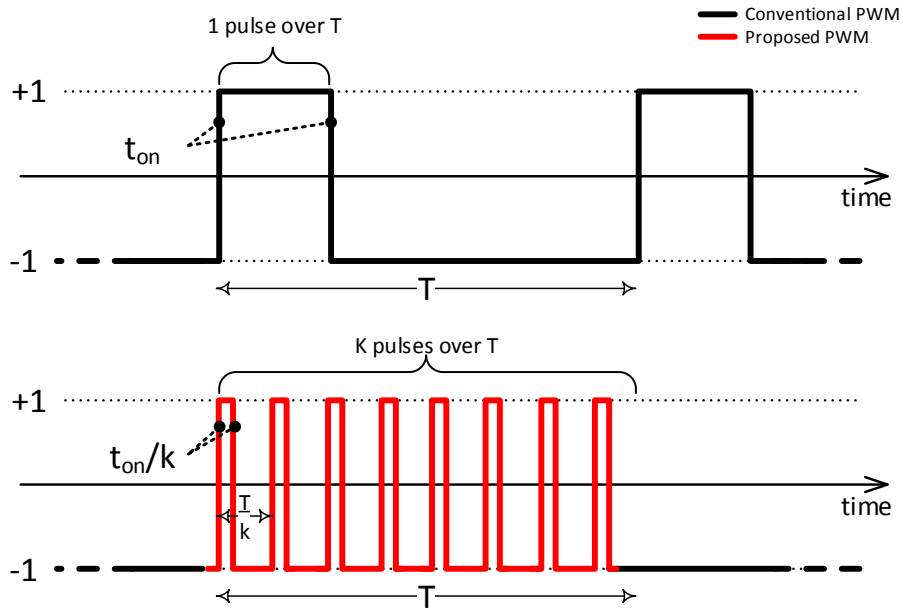 1 pulse over T
Conventional PWM
Proposed PWM
+1
t_on
time
-1
T
K pulses over T
+1
t_on/k
T/k
time
-1
T